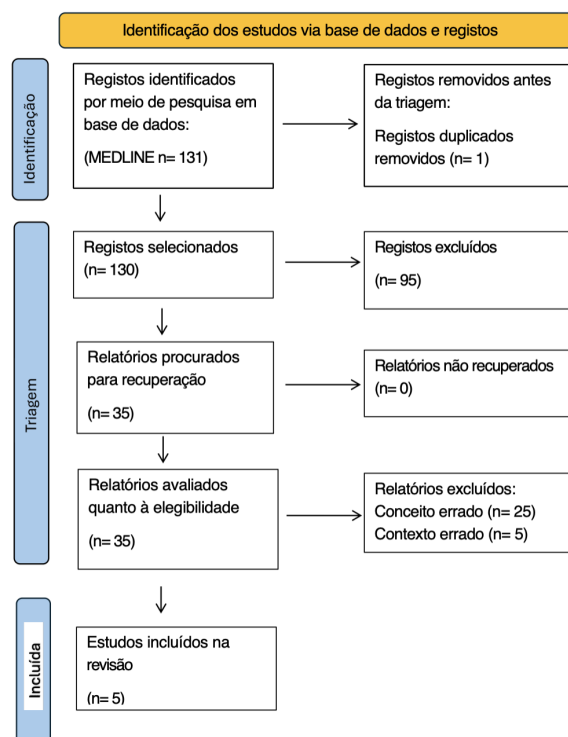 Identificação dos estudos via base de dados e registos
Identificação
Registos identificados
por meio de pesquisa em
base de dados:
(MEDLINE n= 131)
Registos removidos antes
da triagem:
Registos duplicados
removidos (n= 1)
Triagem
Registos selecionados
(n= 130)
Registos excluídos
(n= 95)
Relatórios procurados
para recuperação
(n= 35)
Relatórios não recuperados
(n= 0)
Relatórios avaliados
quanto à elegibilidade
(n= 35)
Relatórios excluídos:
Conceito errado (n= 25)
Contexto errado (n= 5)
Incluída
Estudos incluídos na
revisão
(n= 5)